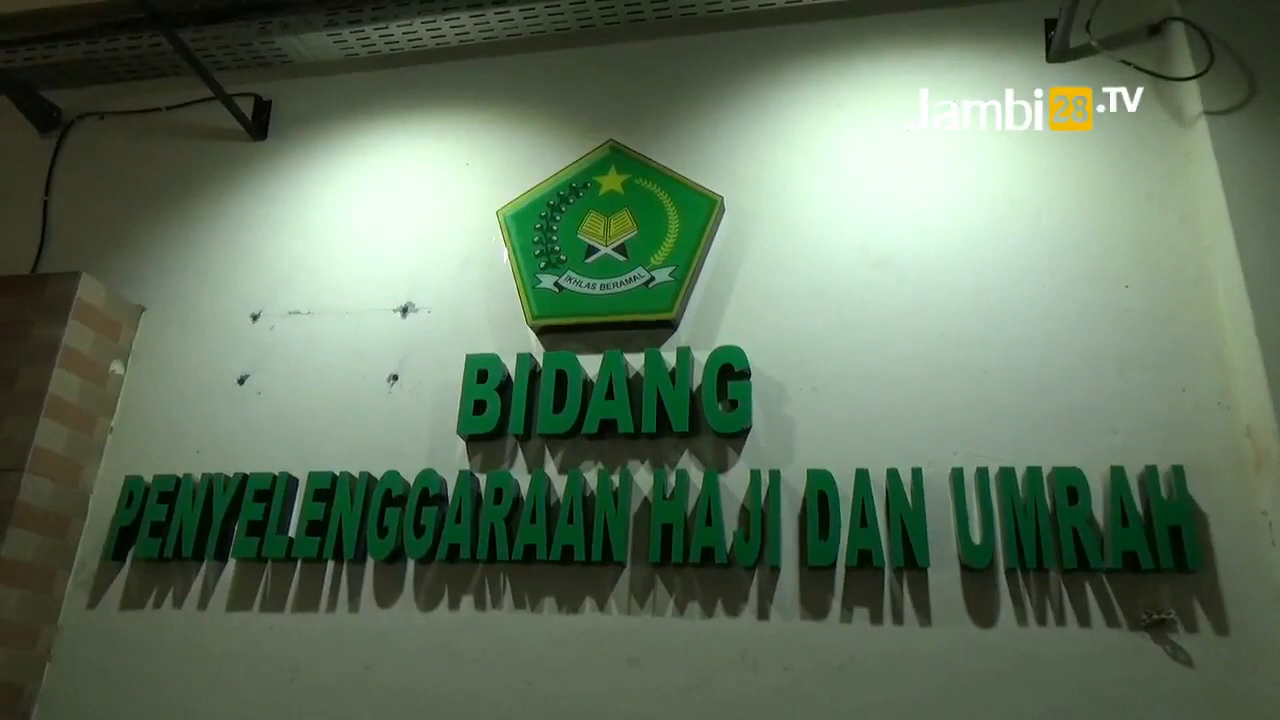 Jambi28.TV
IKHLAS BERAMAL
BIDANG
PENYELENGGARAAN HAJI DAN UMRAH